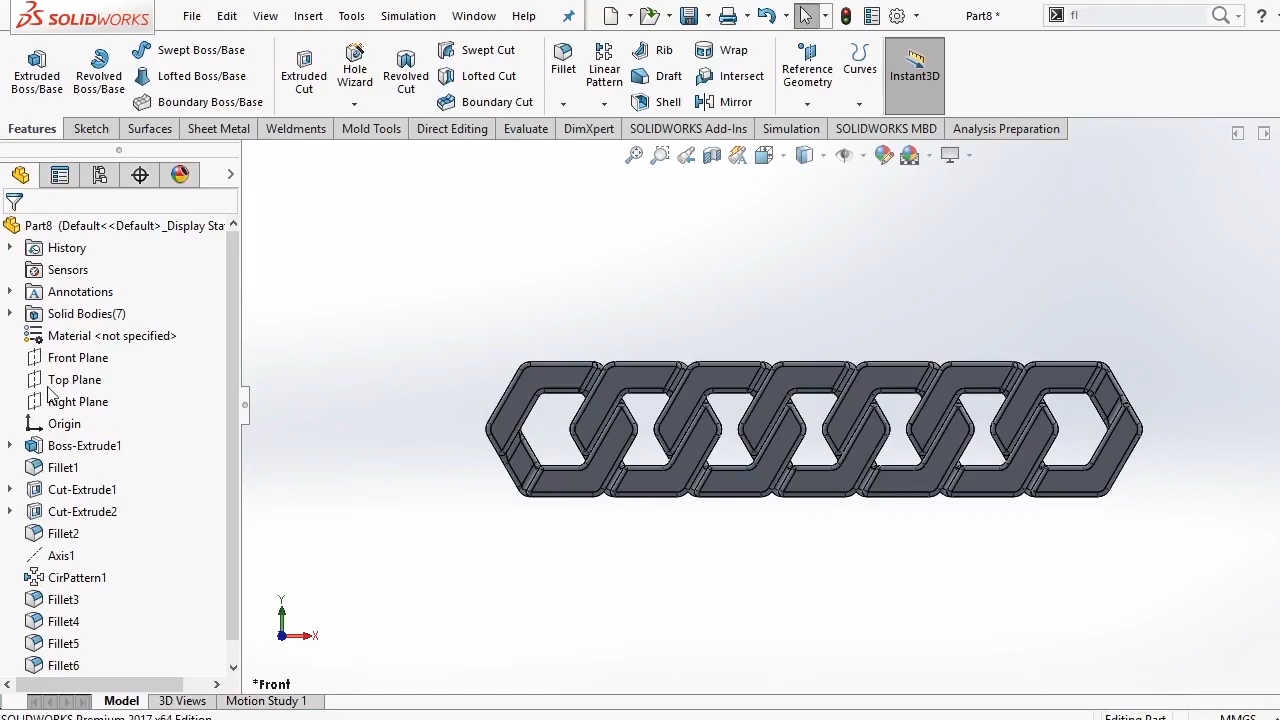 SOLIDWORKS File Edit View Insert Tools Simulation Window Help Part8 * fl ?
Extruded Boss/Base Revolved Boss/Base Swept Boss/Base Lofted Boss/Base Boundary Boss/Base Extruded Cut Hole Wizard Revolved Cut Swept Cut Lofted Cut Boundary Cut Fillet Linear Pattern Rib Draft Shell Wrap Intersect Mirror Reference Geometry Curves Instant3D
Features Sketch Surfaces Sheet Metal Weldments Mold Tools Direct Editing Evaluate DimXpert SOLIDWORKS Add-Ins Simulation SOLIDWORKS MBD Analysis Preparation
Part8 (Default<<Default>_Display Sta
History
Sensors
Annotations
Solid Bodies(7)
Material <not specified>
Front Plane
Top Plane
Right Plane
Origin
Boss-Extrude1
Fillet1
Cut-Extrude1
Cut-Extrude2
Fillet2
Axis1
CirPattern1
Fillet3
Fillet4
Fillet5
Fillet6
Y
X
*Front
Model 3D Views Motion Study 1
SOLIDWORKS Premium 2017 x64 Edition Editing Part MMGS